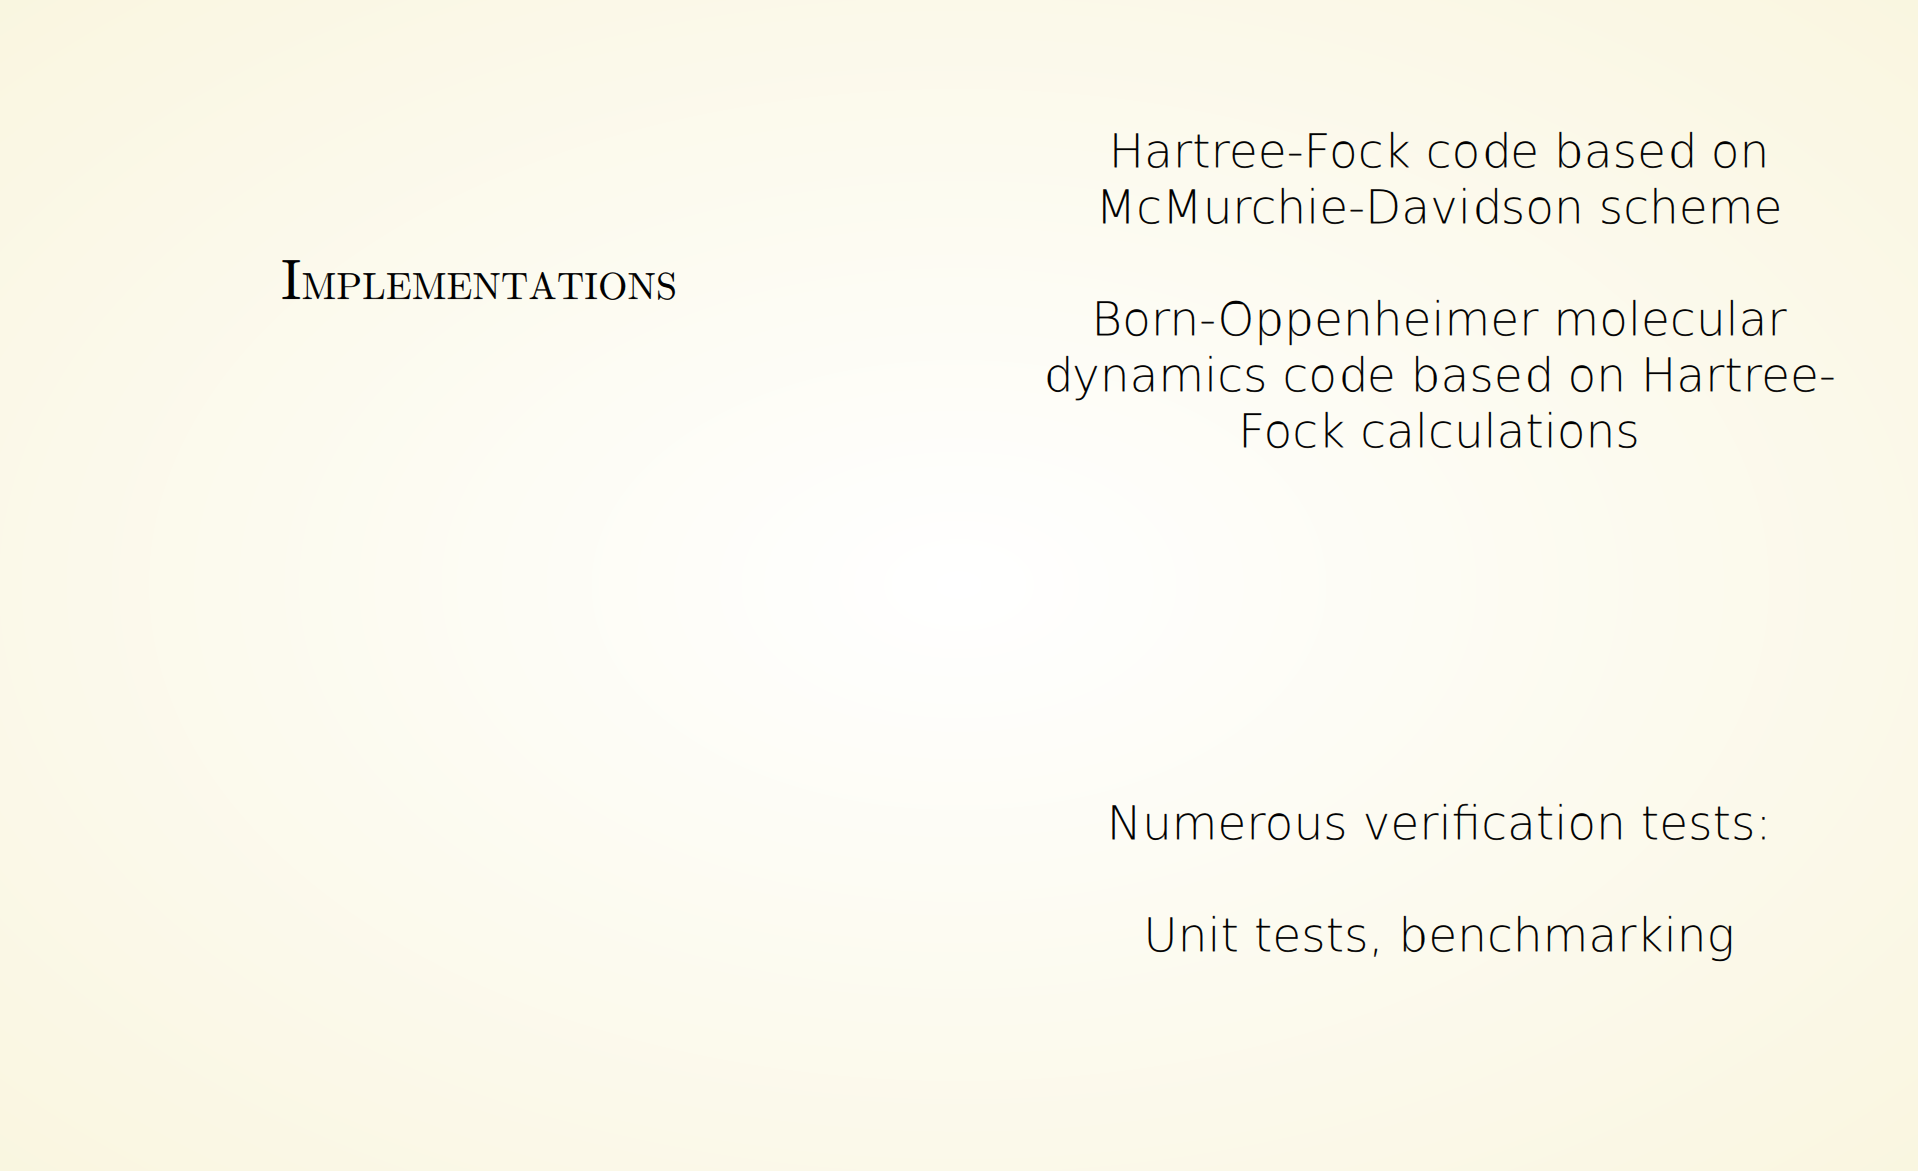 Implementations
Hartree-Fock code based on
McMurchie-Davidson scheme
Born-Oppenheimer molecular
dynamics code based on Hartree-
Fock calculations
Numerous verification tests:
Unit tests, benchmarking